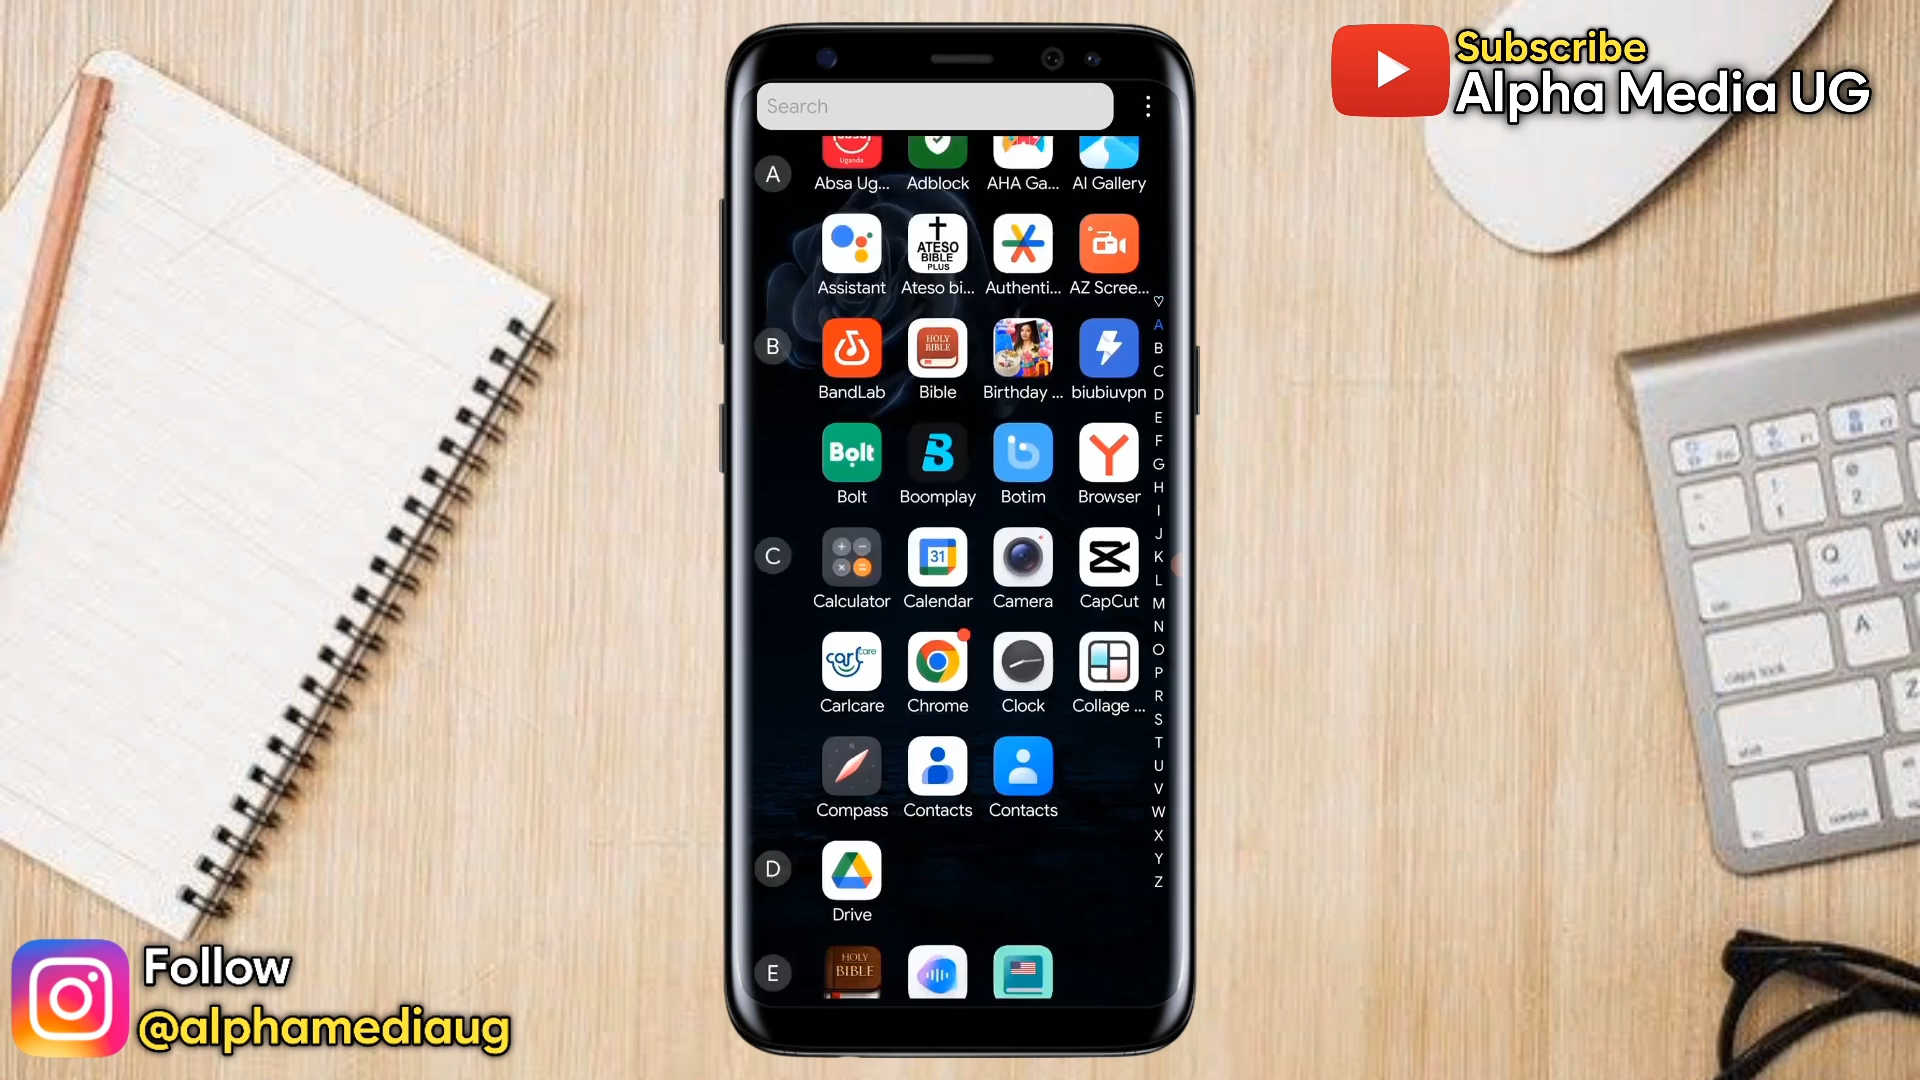 Subscribe
Alpha Media UG
Search
A
Uganda
Absa Ug...
Adblock
AHA Ga...
AI Gallery
ATESO
BIBLE
PLUS
Assistant
Ateso bi...
Authenti...
AZ Scree...
B
HOLY
BIBLE
BandLab
Bible
Birthday ...
biubiuvpn
Bolt
Bolt
Boomplay
Botim
Browser
C
31
Calculator
Calendar
Camera
CapCut
carlcare
Carlcare
Chrome
Clock
Collage ...
N
Compass
Contacts
Contacts
D
Drive
E
HOLY
BIBLE
A
B
C
D
E
F
G
H
I
J
K
L
M
N
O
P
R
S
T
U
V
W
X
Y
Z
Q
W
A
Z
Follow
@alphamediaug